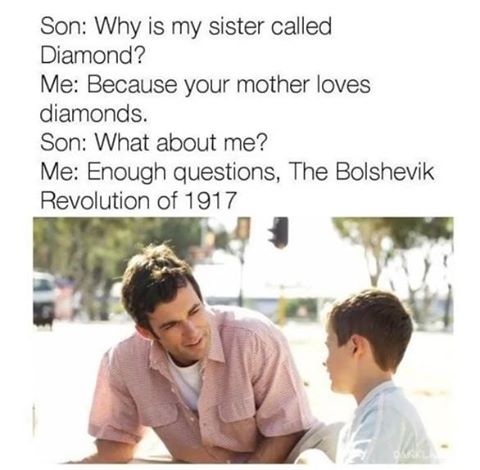 Son: Why is my sister called
Diamond?
Me: Because your mother loves
diamonds.
Son: What about me?
Me: Enough questions, The Bolshevik
Revolution of 1917